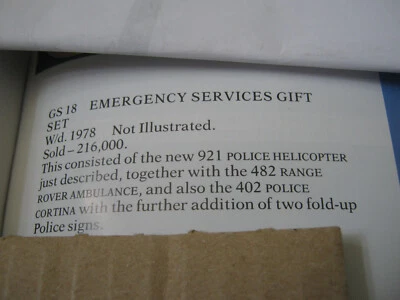 GS 18 EMERGENCY SERVICES GIFT
SET
W/d. 1978 Not Illustrated.
Sold – 216,000.
This consisted of the new 921 POLICE HELICOPTER
just described, together with the 482 RANGE
ROVER AMBULANCE, and also the 402 POLICE
CORTINA with the further addition of two fold-up
Police signs.